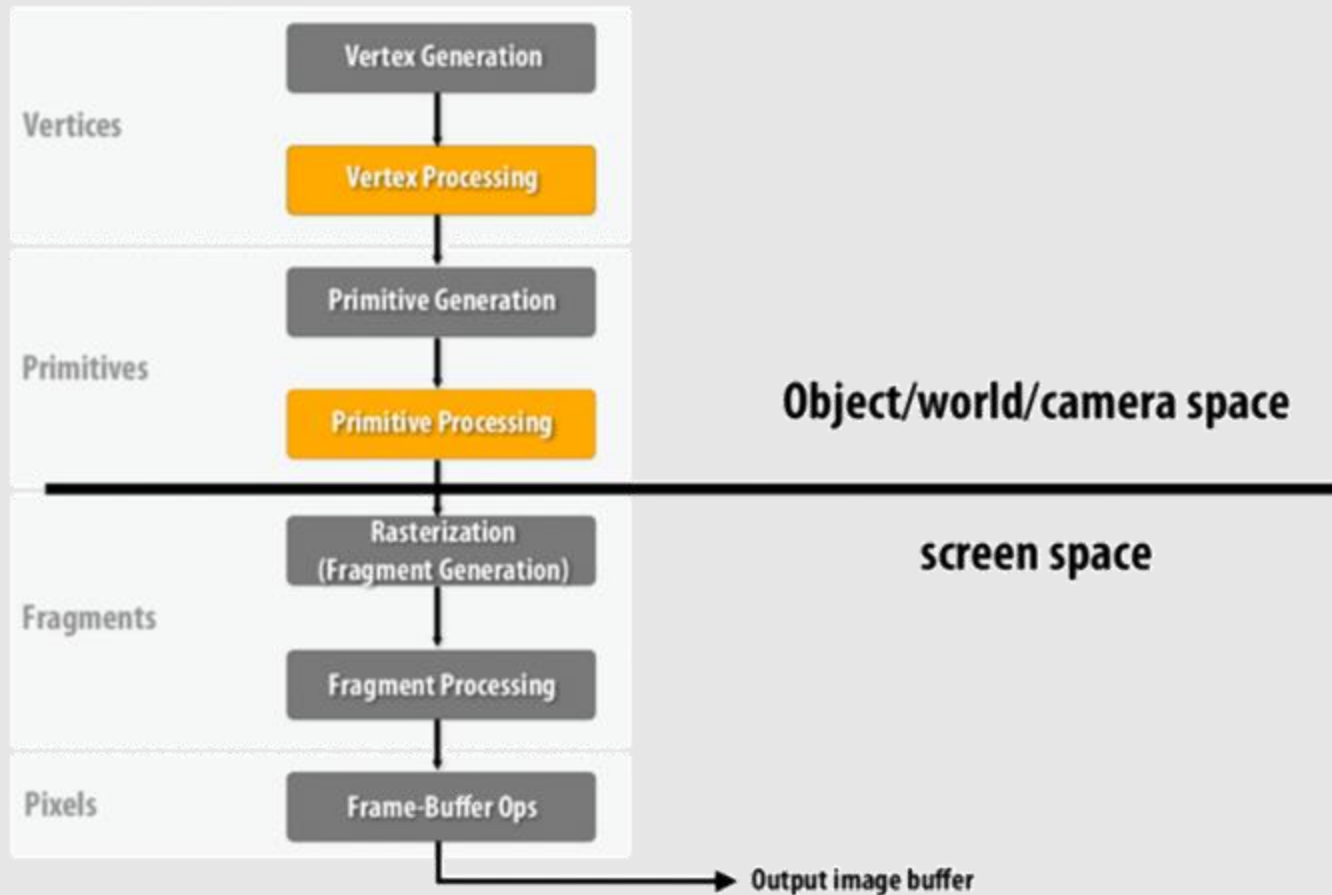 Vertices
Vertex Generation
Vertex Processing
Primitives
Primitive Generation
Primitive Processing
Object/world/camera space
screen space
Fragments
Rasterization
(Fragment Generation)
Fragment Processing
Pixels
Frame-Buffer Ops
Output image buffer